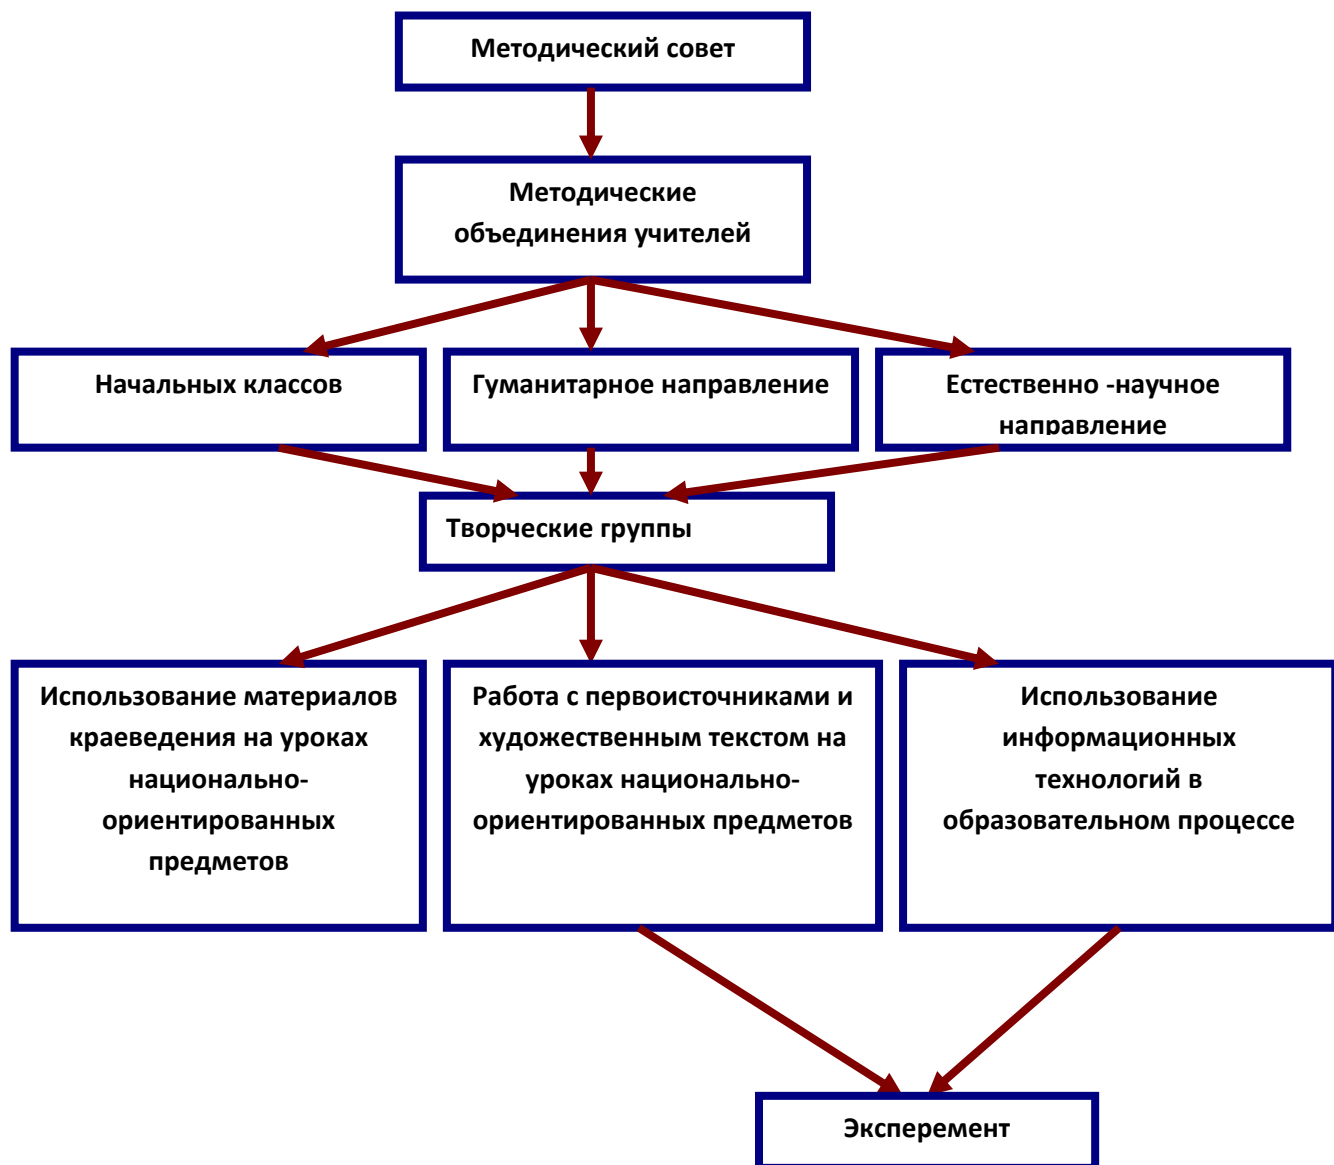 Методический совет
Методические
объединения учителей
Начальных классов
Гуманитарное направление
Естественно -научное
направление
Творческие группы
Использование материалов
краеведения на уроках
национально-
ориентированных
предметов
Работа с первоисточниками и
художественным текстом на
уроках национально-
ориентированных предметов
Использование
информационных
технологий в
образовательном процессе
Эксперемент